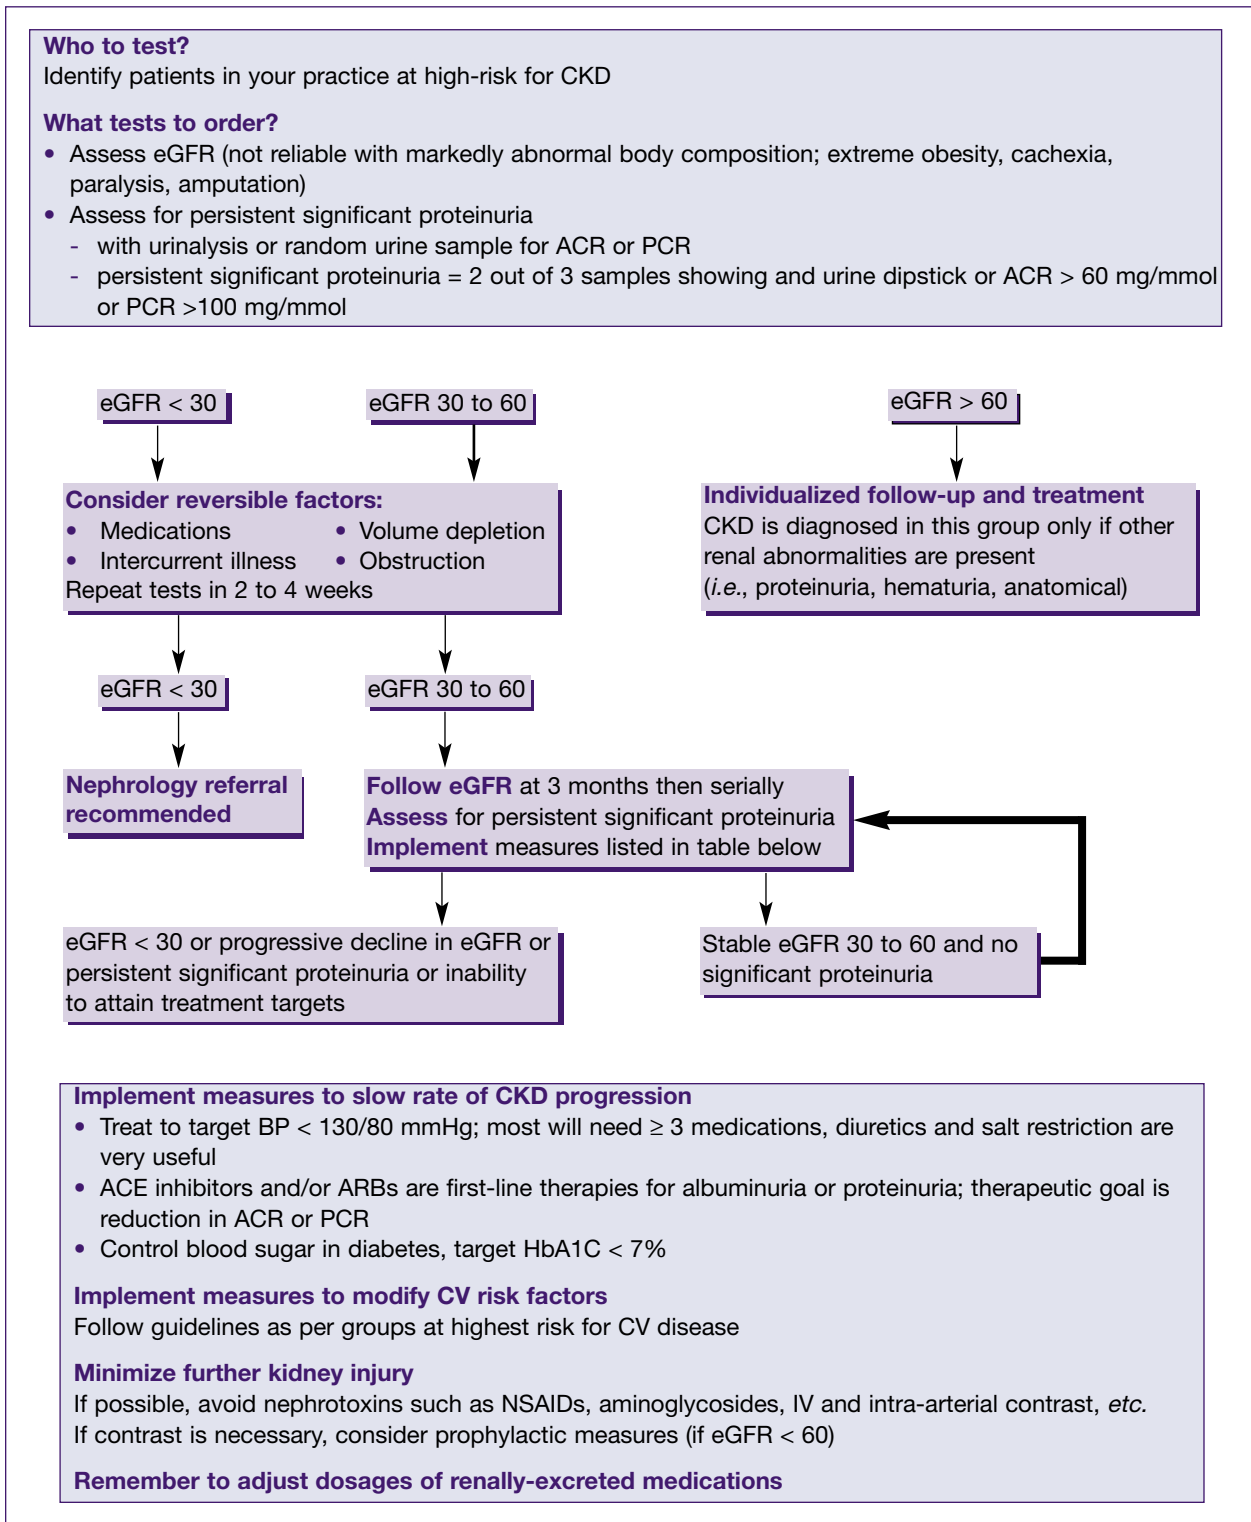 Who to test?
Identify patients in your practice at high-risk for CKD
What tests to order?
• Assess eGFR (not reliable with markedly abnormal body composition; extreme obesity, cachexia,
paralysis, amputation)
• Assess for persistent significant proteinuria
- with urinalysis or random urine sample for ACR or PCR
- persistent significant proteinuria = 2 out of 3 samples showing and urine dipstick or ACR > 60 mg/mmol
or PCR >100 mg/mmol
eGFR < 30
eGFR 30 to 60
eGFR > 60
Consider reversible factors:
• Medications • Volume depletion
• Intercurrent illness • Obstruction
Repeat tests in 2 to 4 weeks
Individualized follow-up and treatment
CKD is diagnosed in this group only if other
renal abnormalities are present
(i.e., proteinuria, hematuria, anatomical)
eGFR < 30
eGFR 30 to 60
Nephrology referral
recommended
Follow eGFR at 3 months then serially
Assess for persistent significant proteinuria
Implement measures listed in table below
eGFR < 30 or progressive decline in eGFR or
persistent significant proteinuria or inability
to attain treatment targets
Stable eGFR 30 to 60 and no
significant proteinuria
Implement measures to slow rate of CKD progression
• Treat to target BP < 130/80 mmHg; most will need ≥ 3 medications, diuretics and salt restriction are
very useful
• ACE inhibitors and/or ARBs are first-line therapies for albuminuria or proteinuria; therapeutic goal is
reduction in ACR or PCR
• Control blood sugar in diabetes, target HbA1C < 7%
Implement measures to modify CV risk factors
Follow guidelines as per groups at highest risk for CV disease
Minimize further kidney injury
If possible, avoid nephrotoxins such as NSAIDs, aminoglycosides, IV and intra-arterial contrast, etc.
If contrast is necessary, consider prophylactic measures (if eGFR < 60)
Remember to adjust dosages of renally-excreted medications